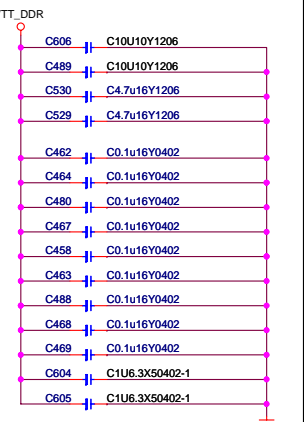 TT_DDR
C606 C10U10Y1206
C489 C10U10Y1206
C530 C4.7u16Y1206
C529 C4.7u16Y1206
C462 C0.1u16Y0402
C464 C0.1u16Y0402
C480 C0.1u16Y0402
C467 C0.1u16Y0402
C458 C0.1u16Y0402
C463 C0.1u16Y0402
C488 C0.1u16Y0402
C468 C0.1u16Y0402
C469 C0.1u16Y0402
C604 C1U6.3X50402-1
C605 C1U6.3X50402-1